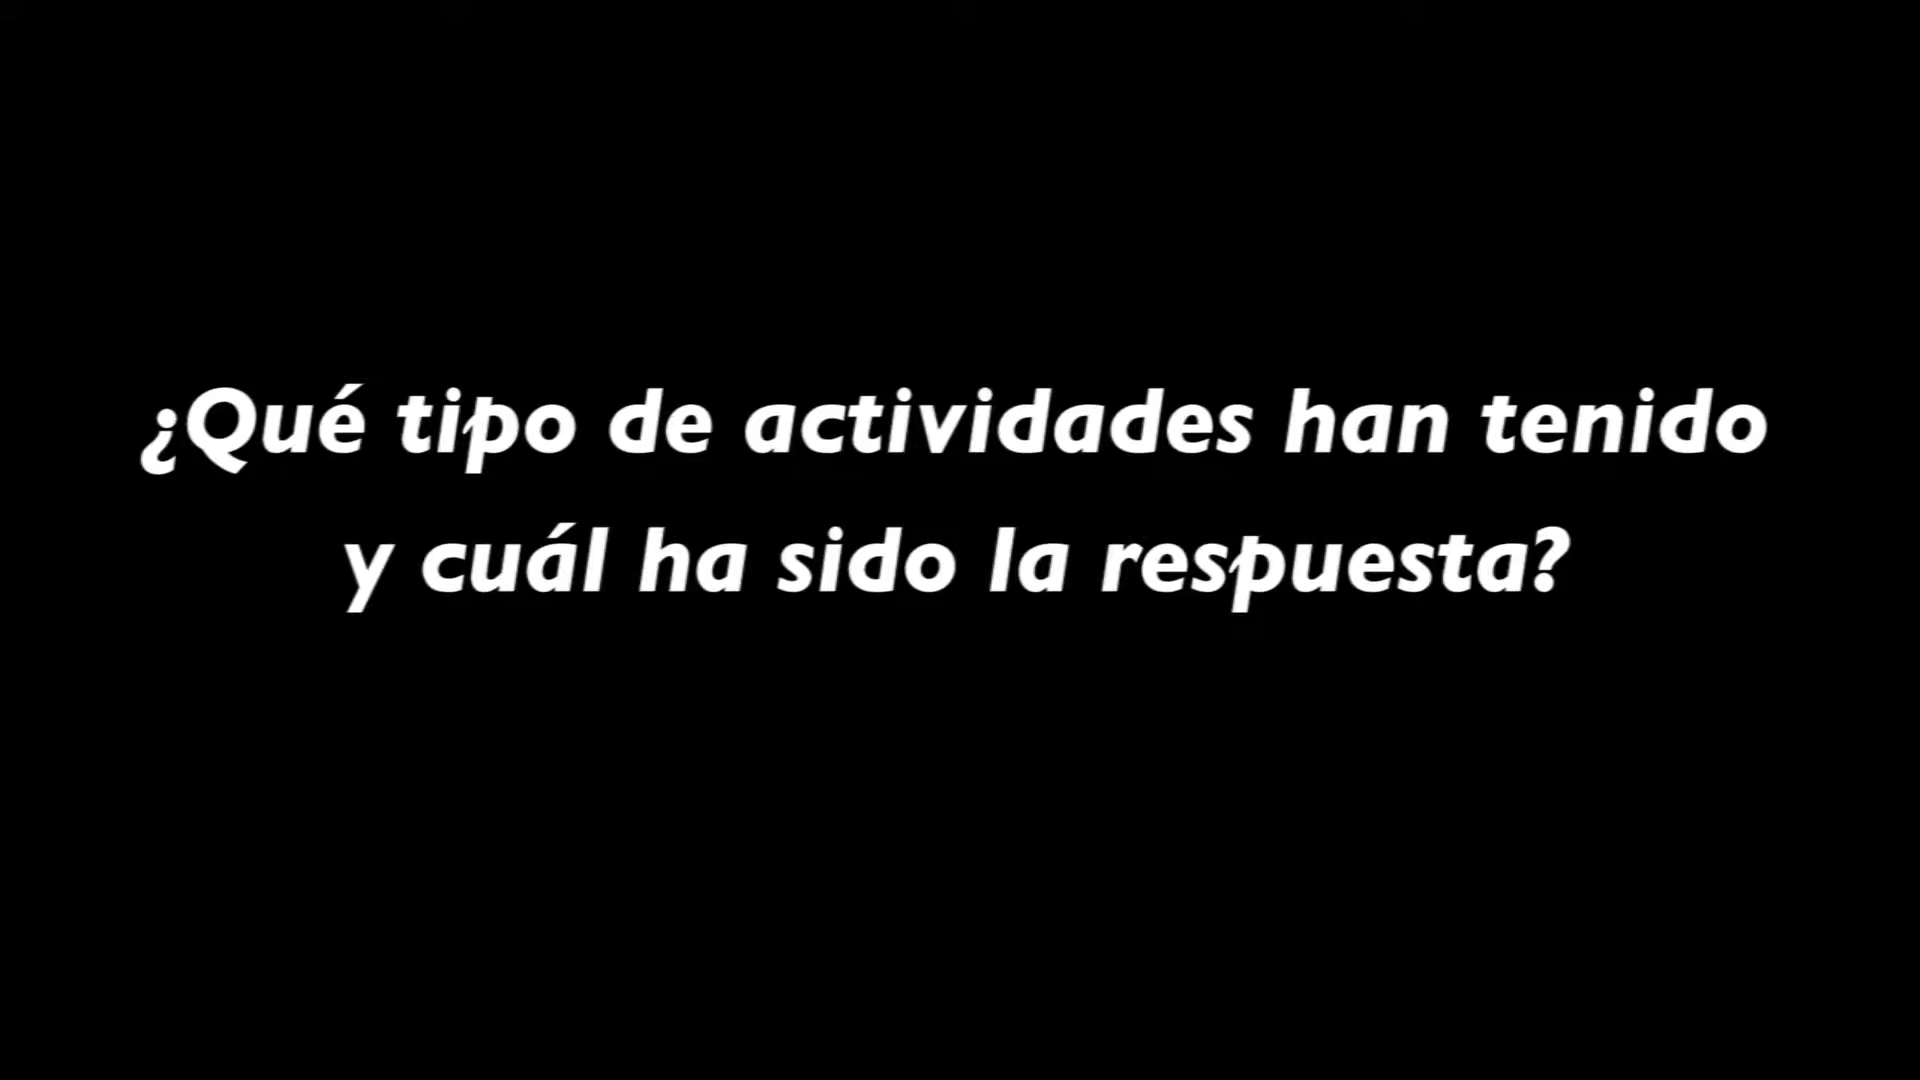 ¿Qué tipo de actividades han tenido
y cuál ha sido la respuesta?